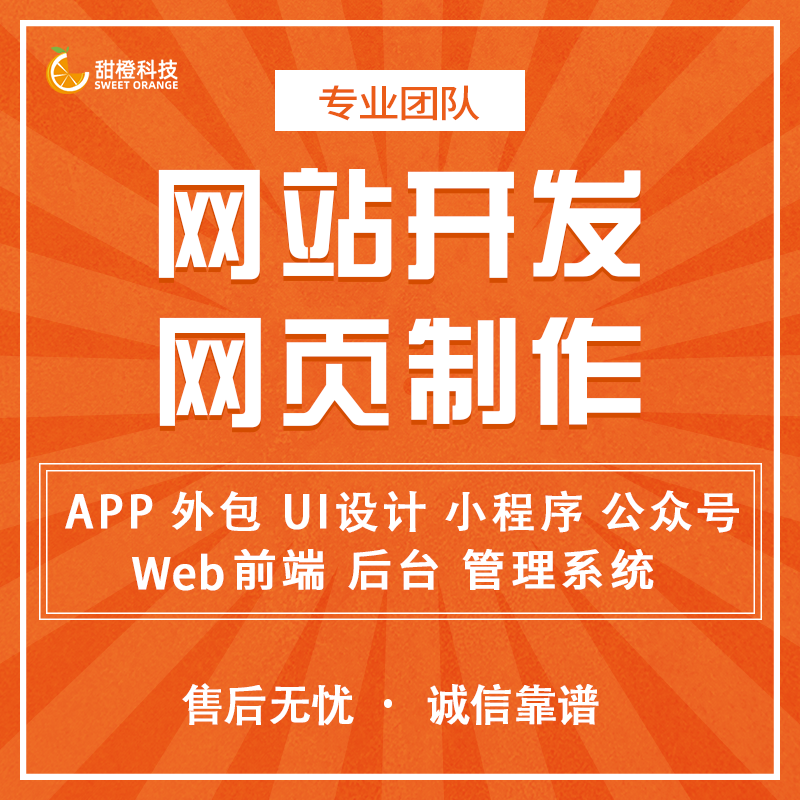 甜橙科技
SWEET ORANGE
专业团队
网站开发
网页制作
APP 外包 UI设计 小程序 公众号
Web前端 后台 管理系统
售后无忧 · 诚信靠谱